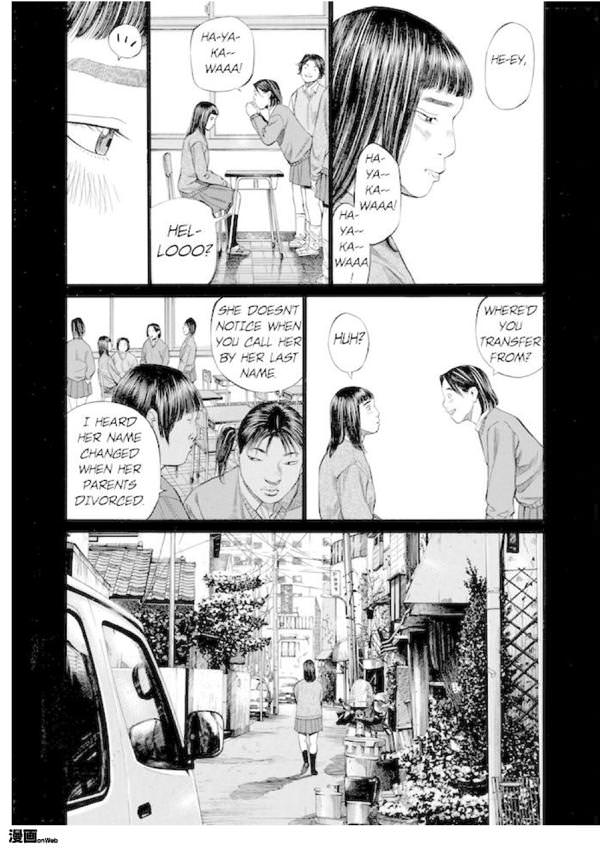 HE-EY,
HA-YA-
KA-
WAAA!
HA-
YA-
KA-
WAAA
!
HA-YA-
KA-
WAAA!
HEL-
LOOO?
WHERE'D
YOU
TRANSFER
FROM?
HUH?
SHE DOESNT
NOTICE WHEN
YOU CALL HER
BY HER LAST
NAME.
I HEARD
HER NAME
CHANGED
WHEN HER
PARENTS
DIVORCED.
漫画onWeb